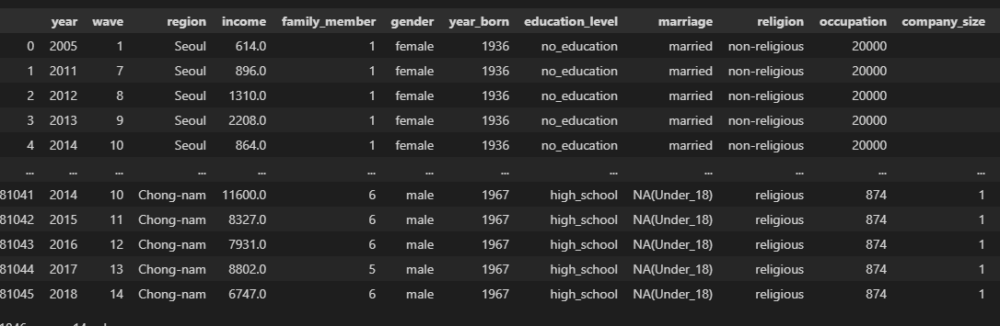 year wave region income family_member gender year_born education_level marriage religion occupation company_size
0 2005 1 Seoul 614.0 1 female 1936 no_education married non-religious 20000
1 2011 7 Seoul 896.0 1 female 1936 no_education married non-religious 20000
2 2012 8 Seoul 1310.0 1 female 1936 no_education married non-religious 20000
3 2013 9 Seoul 2208.0 1 female 1936 no_education married non-religious 20000
4 2014 10 Seoul 864.0 1 female 1936 no_education married non-religious 20000
... ... ... ... ... ... ... ... ... ... ... ... ...
81041 2014 10 Chong-nam 11600.0 6 male 1967 high_school NA(Under_18) religious 874 1
81042 2015 11 Chong-nam 8327.0 6 male 1967 high_school NA(Under_18) religious 874 1
81043 2016 12 Chong-nam 7931.0 6 male 1967 high_school NA(Under_18) religious 874 1
81044 2017 13 Chong-nam 8802.0 5 male 1967 high_school NA(Under_18) religious 874 1
81045 2018 14 Chong-nam 6747.0 6 male 1967 high_school NA(Under_18) religious 874 1